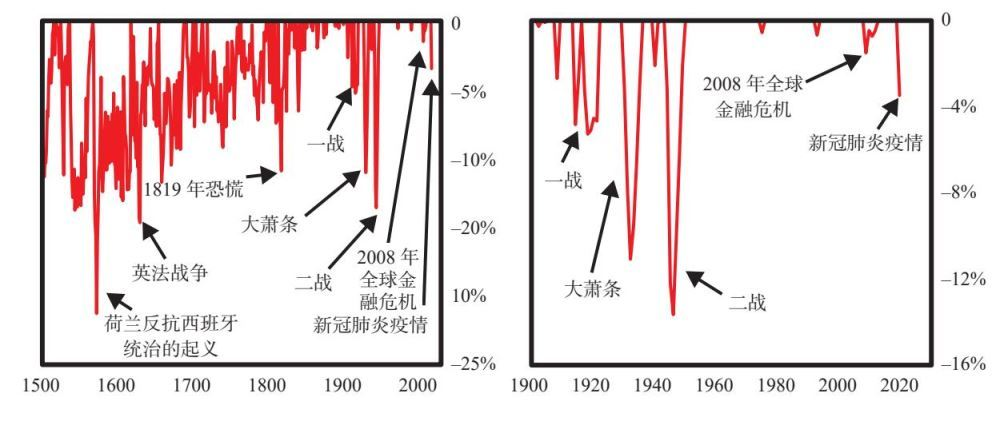 0
–5%
–10%
–20%
10%
–25%
一战
1819 年恐慌
大萧条
二战
2008 年
全球金
融危机
新冠肺炎疫情
英法战争
荷兰反抗西班牙
统治的起义
1500 1600 1700 1800 1900 2000
0
–4%
–8%
–12%
–16%
2008 年全球
金融危机
新冠肺炎疫情
一战
大萧条
二战
1900 1920 1940 1960 1980 2000 2020